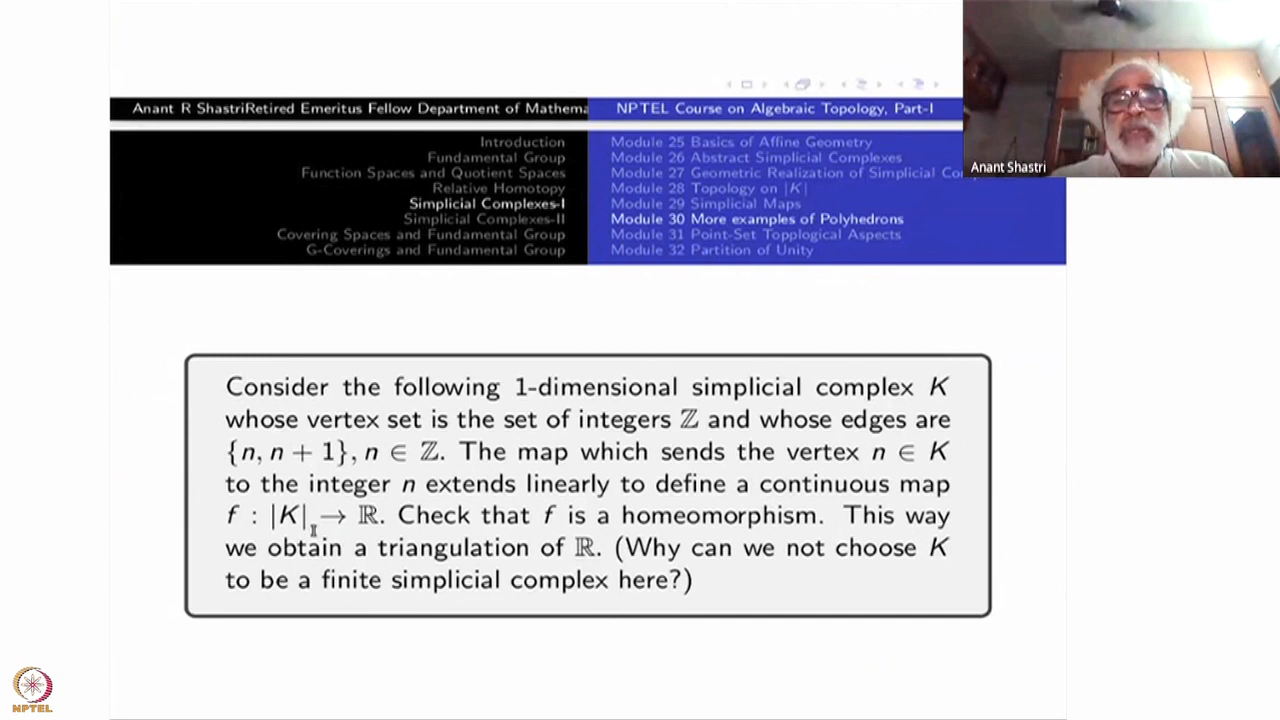 Anant R ShastriRetired Emeritus Fellow Department of Mathema
NPTEL Course on Algebraic Topology, Part-I
Introduction
Fundamental Group
Function Spaces and Quotient Spaces
Relative Homotopy
Simplicial Complexes-I
Simplicial Complexes-II
Covering Spaces and Fundamental Group
G-Coverings and Fundamental Group
Module 25 Basics of Affine Geometry
Module 26 Abstract Simplicial Complexes
Module 27 Geometric Realization of Simplicial Co
Module 28 Topology on |K|
Module 29 Simplicial Maps
Module 30 More examples of Polyhedrons
Module 31 Point-Set Topplogical Aspects
Module 32 Partition of Unity
Anant Shastri
Consider the following 1-dimensional simplicial complex K
whose vertex set is the set of integers ℤ and whose edges are
{n, n + 1}, n ∈ ℤ. The map which sends the vertex n ∈ K
to the integer n extends linearly to define a continuous map
f : |K| → ℝ. Check that f is a homeomorphism. This way
we obtain a triangulation of ℝ. (Why can we not choose K
to be a finite simplicial complex here?)
NPTEL